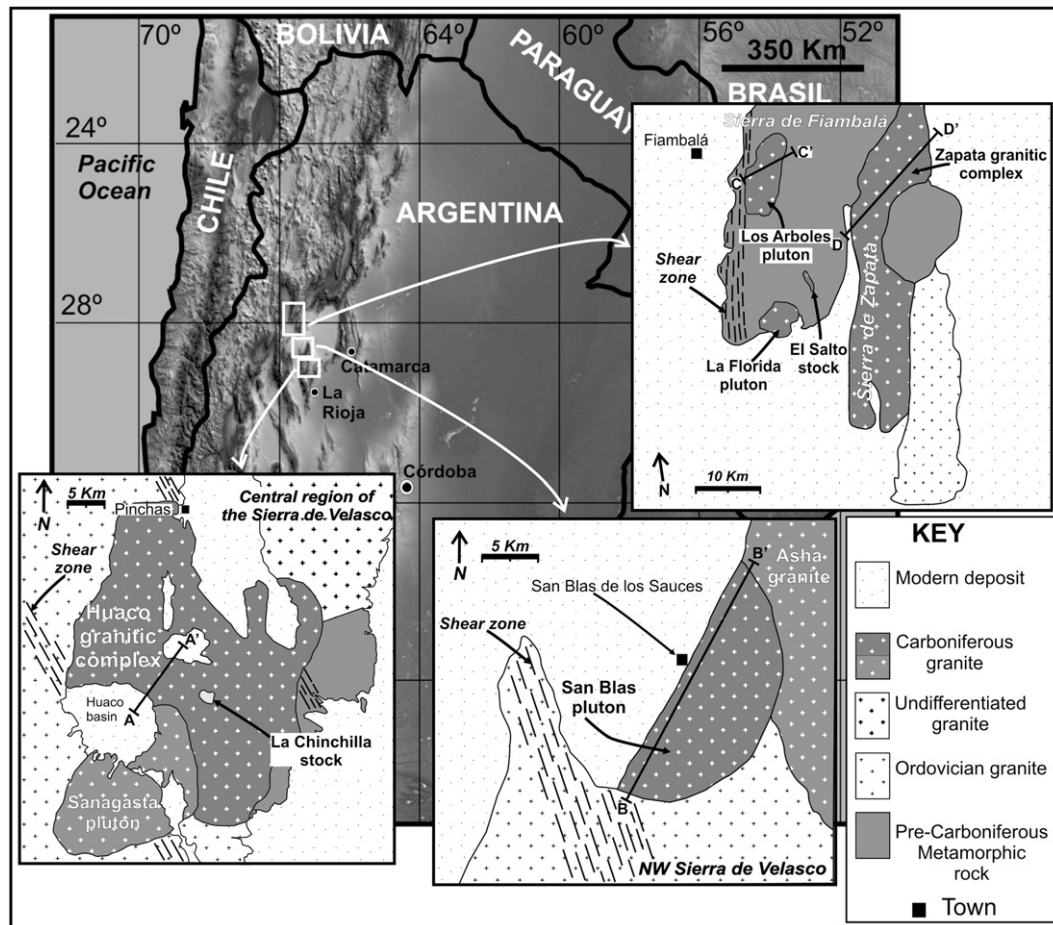 70º
BOLIVIA
64º
60º
56º
52º
350 Km
PARAGUAY
BRASIL
24º
Pacific
Ocean
CHILE
ARGENTINA
28º
Catamarca
La
Rioja
Córdoba
Sierra de Fiambalá
Fiambalá
D'
C'
C
Zapata granitic
complex
Los Arboles
pluton
D
Shear
zone
Sierra de Zapata
El Salto
stock
La Florida
pluton
N
10 Km
5 Km
N
Central region of
the Sierra de Velasco
Pinchas
Shear
zone
Huaco
granitic
complex
A'
Huaco
basin
A
La Chinchilla
stock
Sanagasta
pluton
5 Km
N
B'
Asha
granite
San Blas de los Sauces
Shear zone
San Blas
pluton
B
NW Sierra de Velasco
KEY
Modern deposit
Carboniferous
granite
Undifferentiated
granite
Ordovician granite
Pre-Carboniferous
Metamorphic
rock
Town